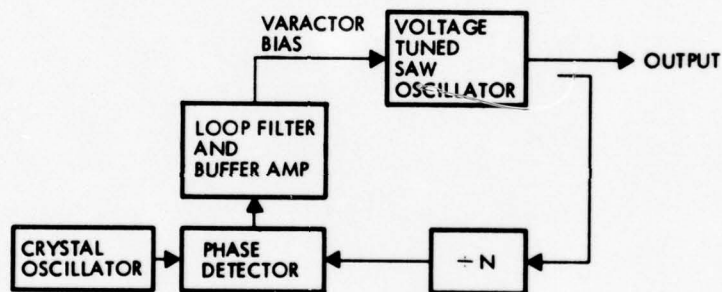 VARACTOR
BIAS
VOLTAGE
TUNED
SAW
OSCILLATOR
OUTPUT
LOOP FILTER
AND
BUFFER AMP
CRYSTAL
OSCILLATOR
PHASE
DETECTOR
÷N